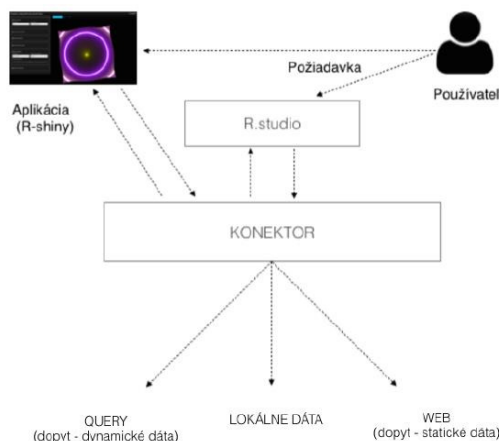 Požiadavka
Používateľ
Aplikácia
(R-shiny)
R.studio
KONEKTOR
QUERY
(dopyt - dynamické dáta)
LOKÁLNE DÁTA
WEB
(dopyt - statické dáta)